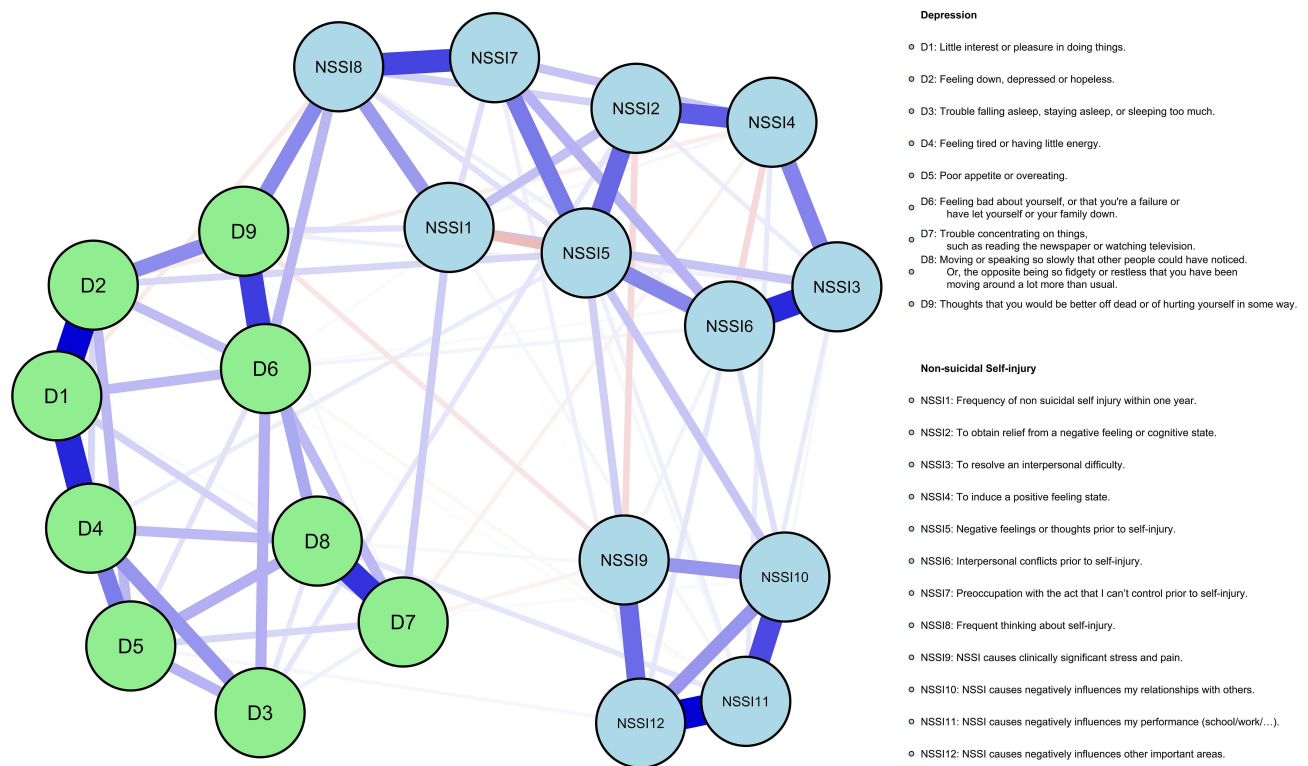 NSSI8
NSSI7
NSSI2
NSSI4
NSSI1
D9
NSSI5
D2
NSSI3
NSSI6
D6
D1
D4
D8
NSSI9
NSSI10
D7
D5
D3
NSSI11
NSSI12
Depression
D1: Little interest or pleasure in doing things.
D2: Feeling down, depressed or hopeless.
D3: Trouble falling asleep, staying asleep, or sleeping too much.
D4: Feeling tired or having little energy.
D5: Poor appetite or overeating.
D6: Feeling bad about yourself, or that you're a failure or
have let yourself or your family down.
D7: Trouble concentrating on things,
such as reading the newspaper or watching television.
D8: Moving or speaking so slowly that other people could have noticed.
Or, the opposite being so fidgety or restless that you have been
moving around a lot more than usual.
D9: Thoughts that you would be better off dead or of hurting yourself in some way.
Non-suicidal Self-injury
NSSI1: Frequency of non suicidal self injury within one year.
NSSI2: To obtain relief from a negative feeling or cognitive state.
NSSI3: To resolve an interpersonal difficulty.
NSSI4: To induce a positive feeling state.
NSSI5: Negative feelings or thoughts prior to self-injury.
NSSI6: Interpersonal conflicts prior to self-injury.
NSSI7: Preoccupation with the act that I can't control prior to self-injury.
NSSI8: Frequent thinking about self-injury.
NSSI9: NSSI causes clinically significant stress and pain.
NSSI10: NSSI causes negatively influences my relationships with others.
NSSI11: NSSI causes negatively influences my performance (school/work/…).
NSSI12: NSSI causes negatively influences other important areas.